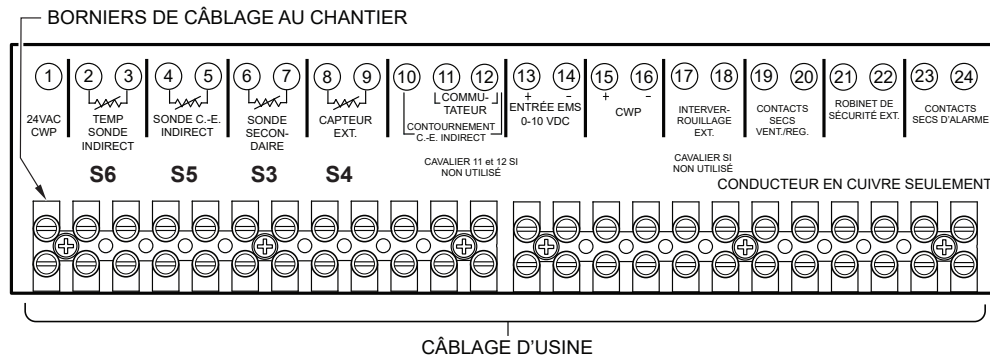 BORNIERS DE CÂBLAGE AU CHANTIER
1 2 3 4 5 6 7 8 9 10 11 12 13 14 15 16 17 18 19 20 21 22 23 24
24VAC
CWP
TEMP
SONDE
INDIRECT
S6
SONDE C.-E.
INDIRECT
S5
SONDE
SECON-
DAIRE
S3
CAPTEUR
EXT.
S4
COMMU-
TATEUR
CONTOURNEMENT
C.-E. INDIRECT
CAVALIER 11 et 12 SI
NON UTILISÉ
+ –
ENTRÉE EMS
0-10 VDC
+ –
CWP
INTERVER-
ROUILLAGE
EXT.
CAVALIER SI
NON UTILISÉ
CONTACTS
SECS
VENT./REG.
ROBINET DE
SÉCURITÉ EXT.
CONTACTS
SECS D'ALARME
CONDUCTEUR EN CUIVRE SEULEMENT
CÂBLAGE D'USINE